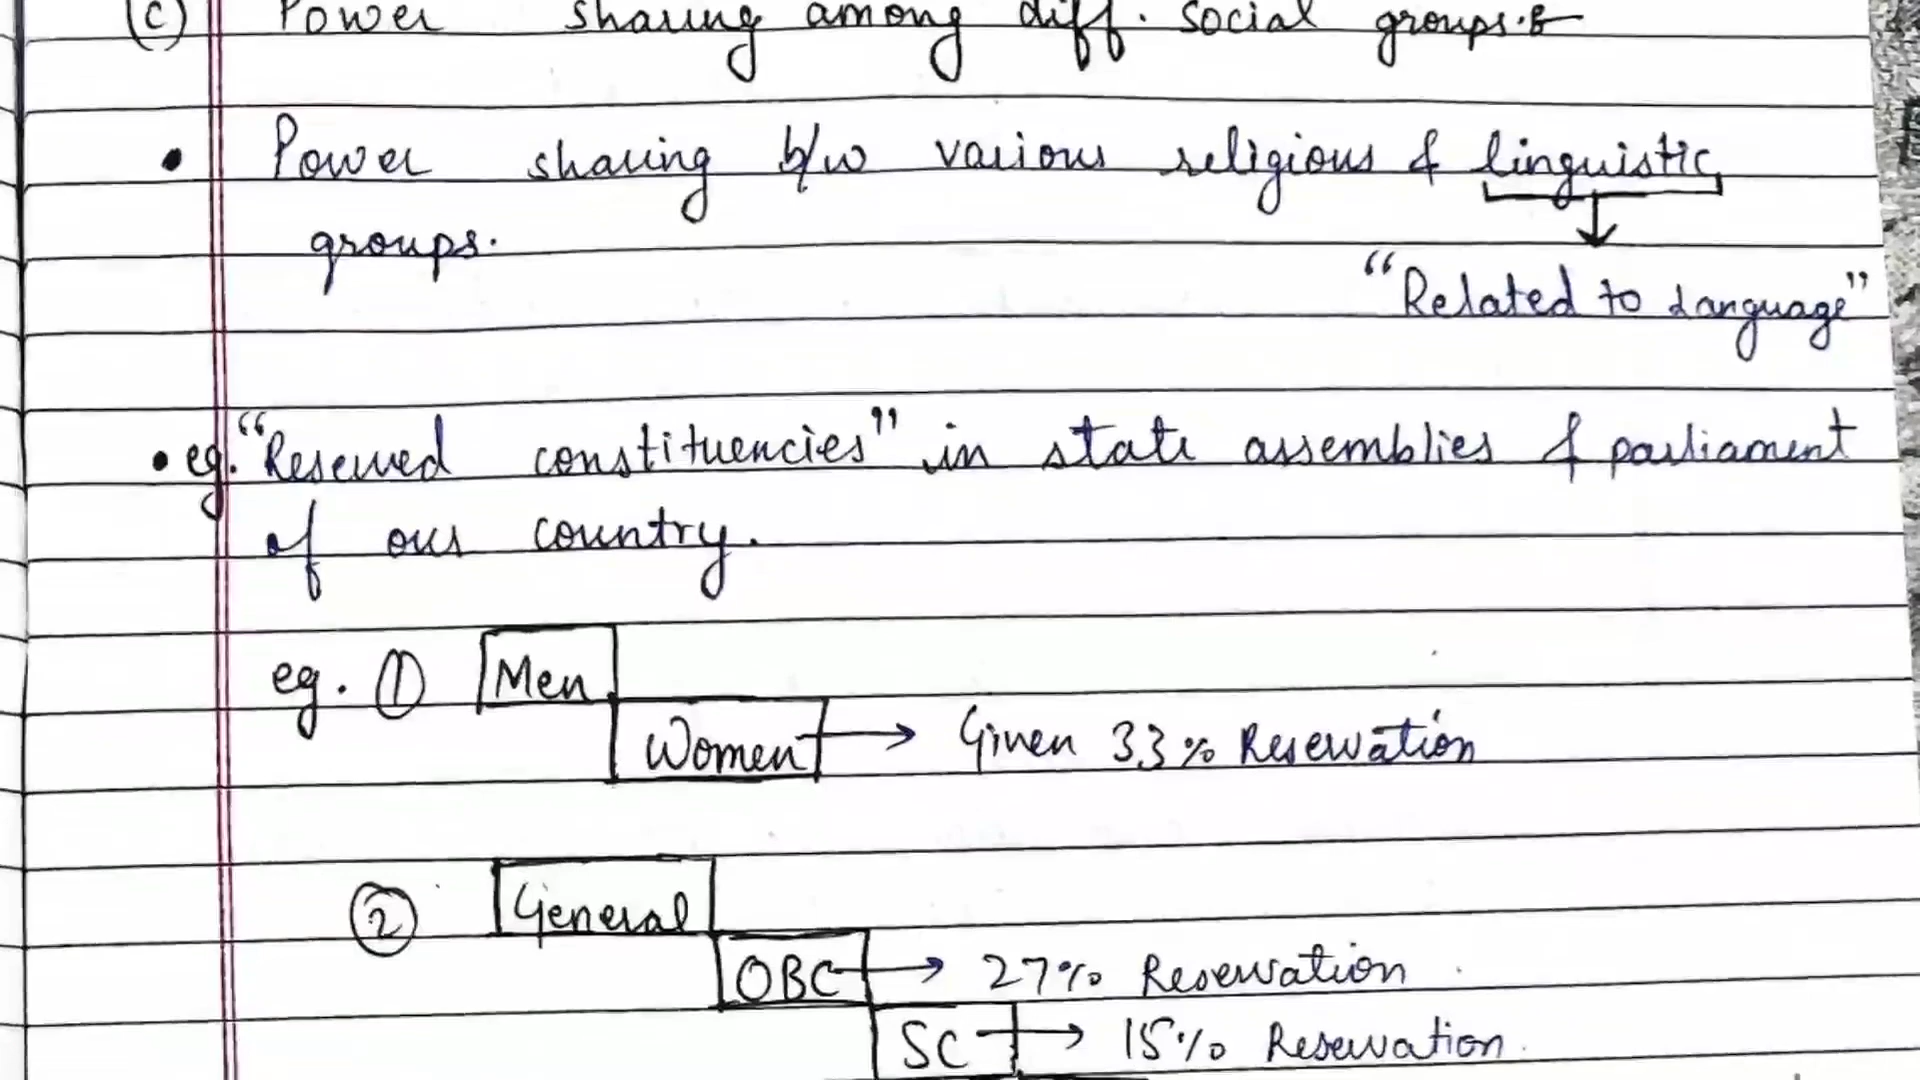 (c) Power sharing among diff. social groups.
• Power sharing b/w various religious & linguistic
groups.
"Related to Language"
• eg. "Reserved constituencies" in state assemblies & parliament
of our country.
eg. ① Men
Women → Given 33% Reservation
② General
OBC → 27% Reservation
SC → 15% Reservation